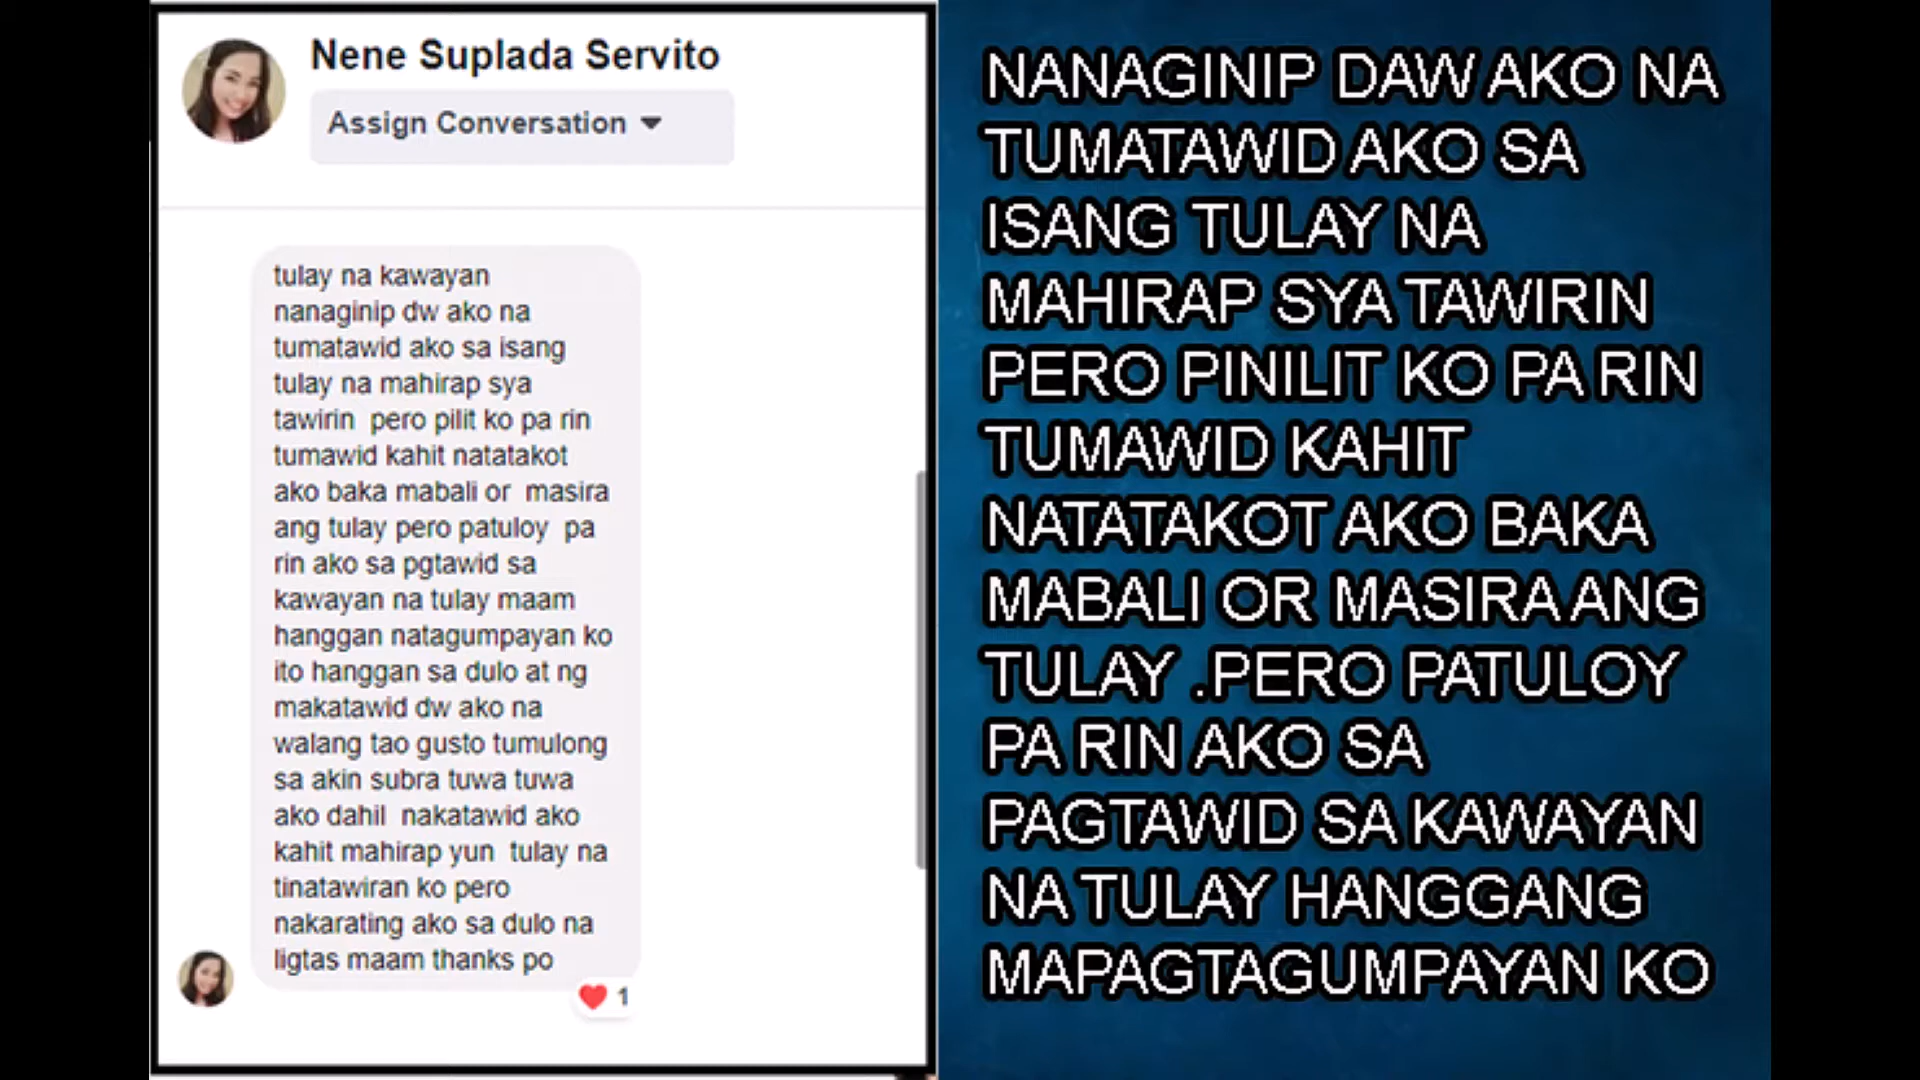 Nene Suplada Servito
Assign Conversation
tulay na kawayan
nanaginip dw ako na
tumatawid ako sa isang
tulay na mahirap sya
tawirin pero pilit ko pa rin
tumawid kahit natatakot
ako baka mabali or masira
ang tulay pero patuloy pa
rin ako sa pgtawid sa
kawayan na tulay maam
hanggan natagumpayan ko
ito hanggan sa dulo at ng
makatawid dw ako na
walang tao gusto tumulong
sa akin subra tuwa tuwa
ako dahil nakatawid ako
kahit mahirap yun tulay na
tinatawiran ko pero
nakarating ako sa dulo na
ligtas maam thanks po
1
NANAGINIP DAW AKO NA
TUMATAWID AKO SA
ISANG TULAY NA
MAHIRAP SYA TAWIRIN
PERO PINILIT KO PA RIN
TUMAWID KAHIT
NATATAKOT AKO BAKA
MABALI OR MASIRA ANG
TULAY .PERO PATULOY
PA RIN AKO SA
PAGTAWID SA KAWAYAN
NA TULAY HANGGANG
MAPAGTAGUMPAYAN KO